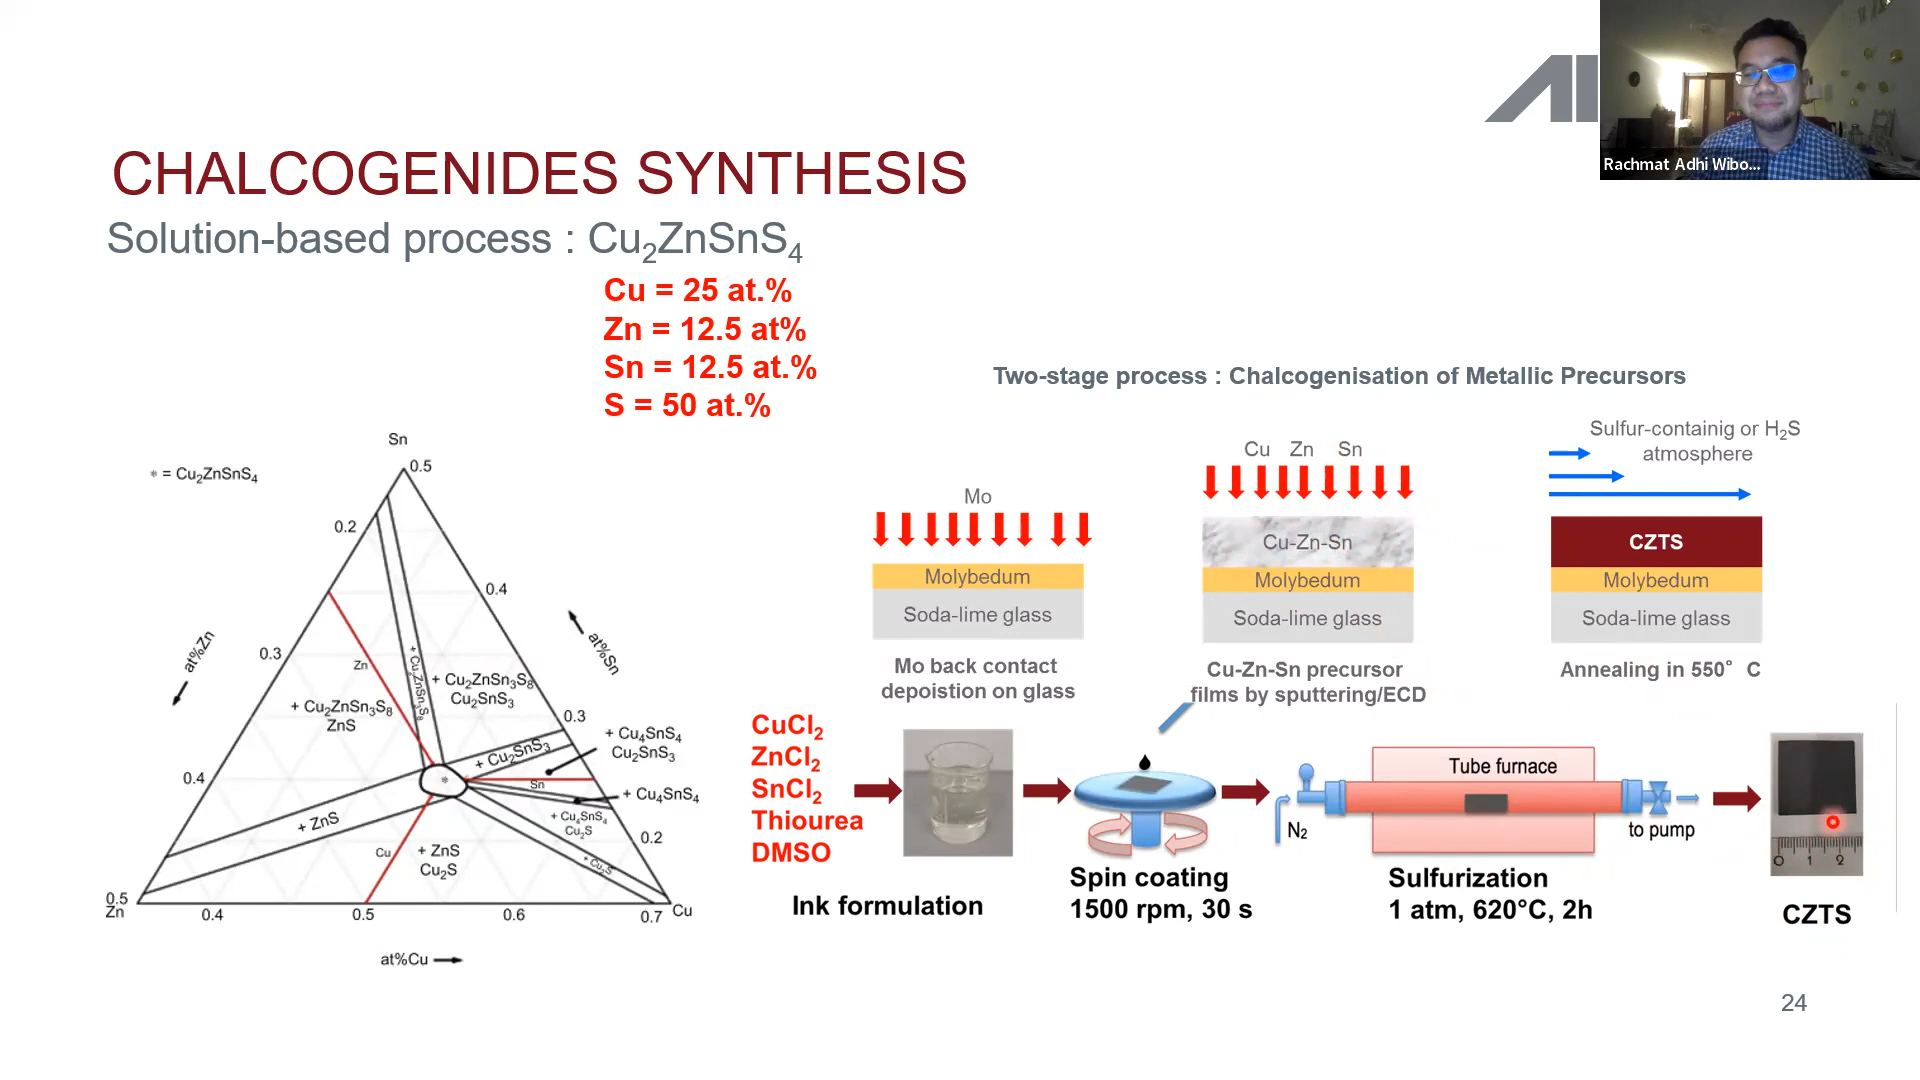 AI
Rachmat Adhi Wibo...
CHALCOGENIDES SYNTHESIS
Solution-based process : Cu₂ZnSnS₄
Cu = 25 at.%
Zn = 12.5 at%
Sn = 12.5 at.%
S = 50 at.%
Sn
0.5
* = Cu₂ZnSnS₄
0.2
0.4
at%Zn
at%Sn
0.3
Zn
+ Cu₂ZnSn₃S₈
+ Cu₂ZnSn₃S₈
Cu₂SnS₃
+ Cu₂ZnSn₃S₈
ZnS
0.3
+ Cu₄SnS₄
Cu₂SnS₃
+ Cu₂SnS₃
0.4
*
Sn
+ Cu₄SnS₄
+ ZnS
+ Cu₄SnS₄
Cu₂S
0.2
Cu
+ ZnS
Cu₂S
+ Cu₂S
0.5
Zn
0.4
0.5
0.6
0.7
Cu
at%Cu
Two-stage process : Chalcogenisation of Metallic Precursors
Mo
Molybedum
Soda-lime glass
Mo back contact
depoistion on glass
Cu Zn Sn
Cu-Zn-Sn
Molybedum
Soda-lime glass
Cu-Zn-Sn precursor
films by sputtering/ECD
Sulfur-containig or H₂S
atmosphere
CZTS
Molybedum
Soda-lime glass
Annealing in 550° C
CuCl₂
ZnCl₂
SnCl₂
Thiourea
DMSO
Ink formulation
Spin coating
1500 rpm, 30 s
Tube furnace
N₂
to pump
Sulfurization
1 atm, 620°C, 2h
0 1 2
CZTS
24